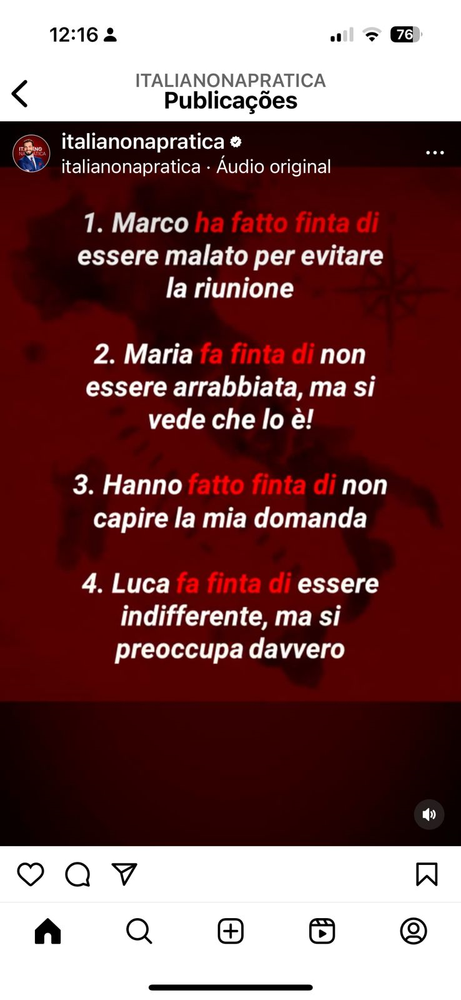 12:16
76
ITALIANONAPRATICA
Publicações
italianonapratica
italianonapratica · Áudio original
1. Marco ha fatto finta di
essere malato per evitare
la riunione
2. Maria fa finta di non
essere arrabbiata, ma si
vede che lo è!
3. Hanno fatto finta di non
capire la mia domanda
4. Luca fa finta di essere
indifferente, ma si
preoccupa davvero